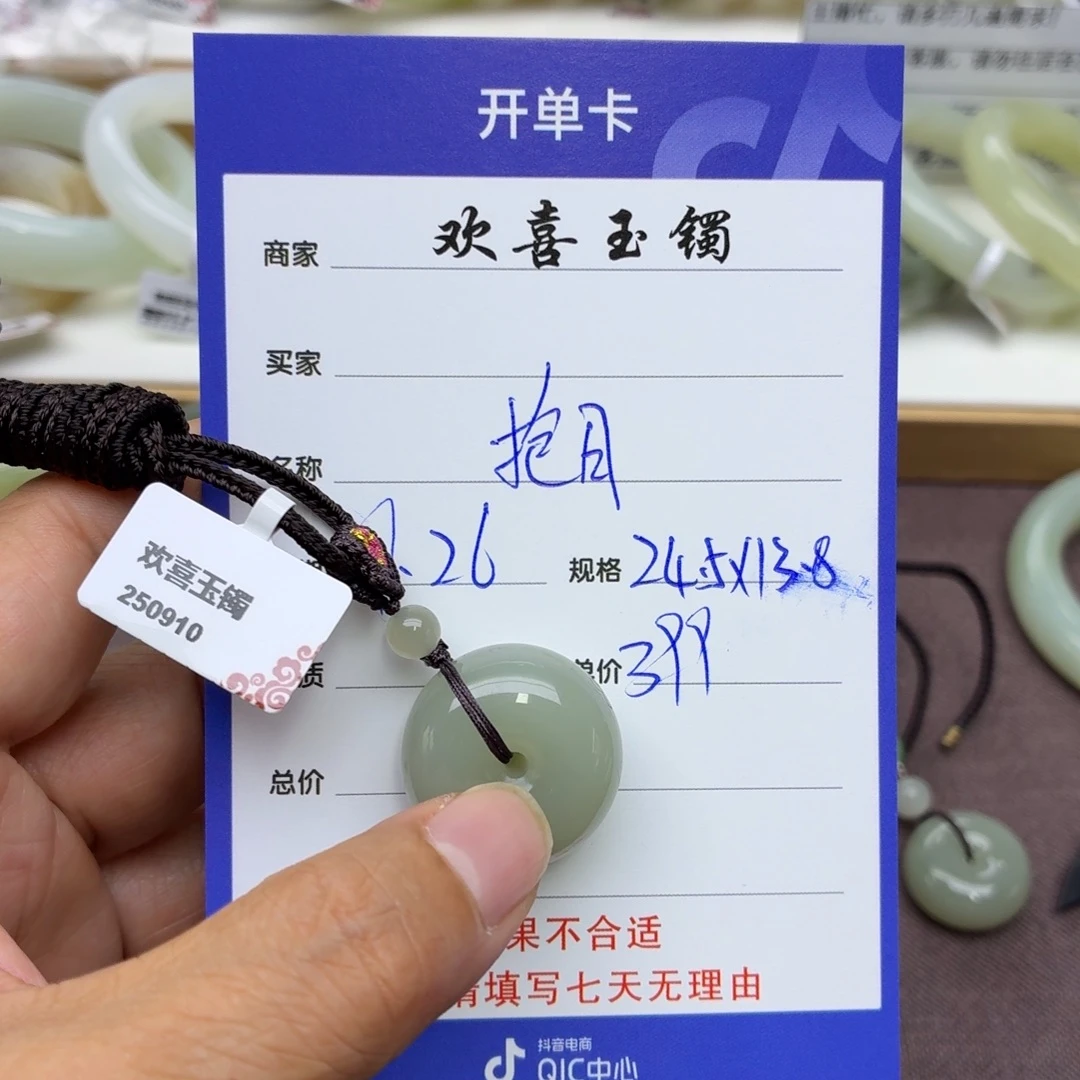 开单卡
商家 欢喜玉镯
买家
名称 抱月
.26 规格 24.5x13.8
质 总价 399
总价
果不合适
请填写七天无理由
抖音电商
QIC中心
欢喜玉镯
250910